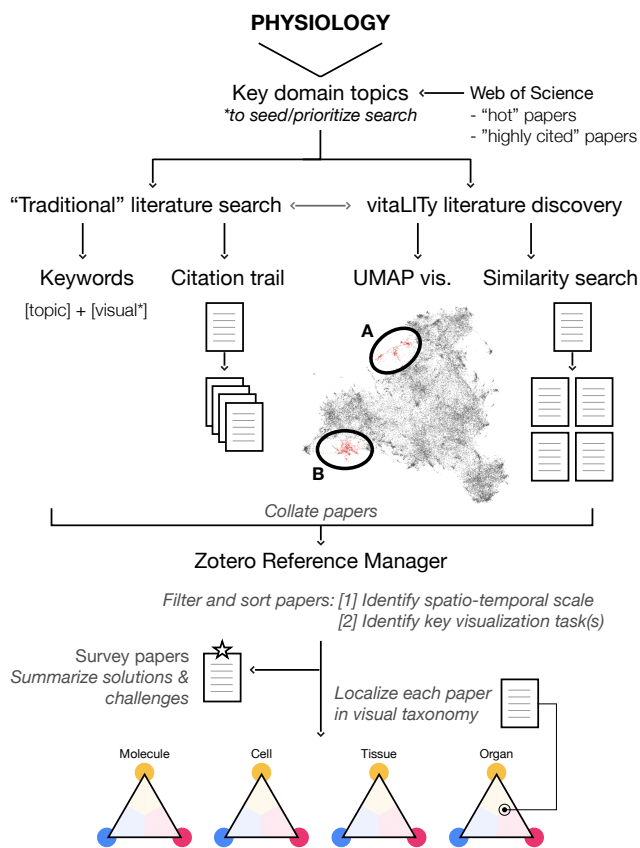 PHYSIOLOGY
Key domain topics
*to seed/prioritize search
Web of Science
- “hot” papers
- ”highly cited” papers
“Traditional” literature search
vitaLITy literature discovery
Keywords
Citation trail
UMAP vis.
Similarity search
[topic] + [visual*]
A
B
Collate papers
Zotero Reference Manager
Filter and sort papers: [1] Identify spatio-temporal scale
[2] Identify key visualization task(s)
Survey papers
Summarize solutions &
challenges
Localize each paper
in visual taxonomy
Molecule
Cell
Tissue
Organ